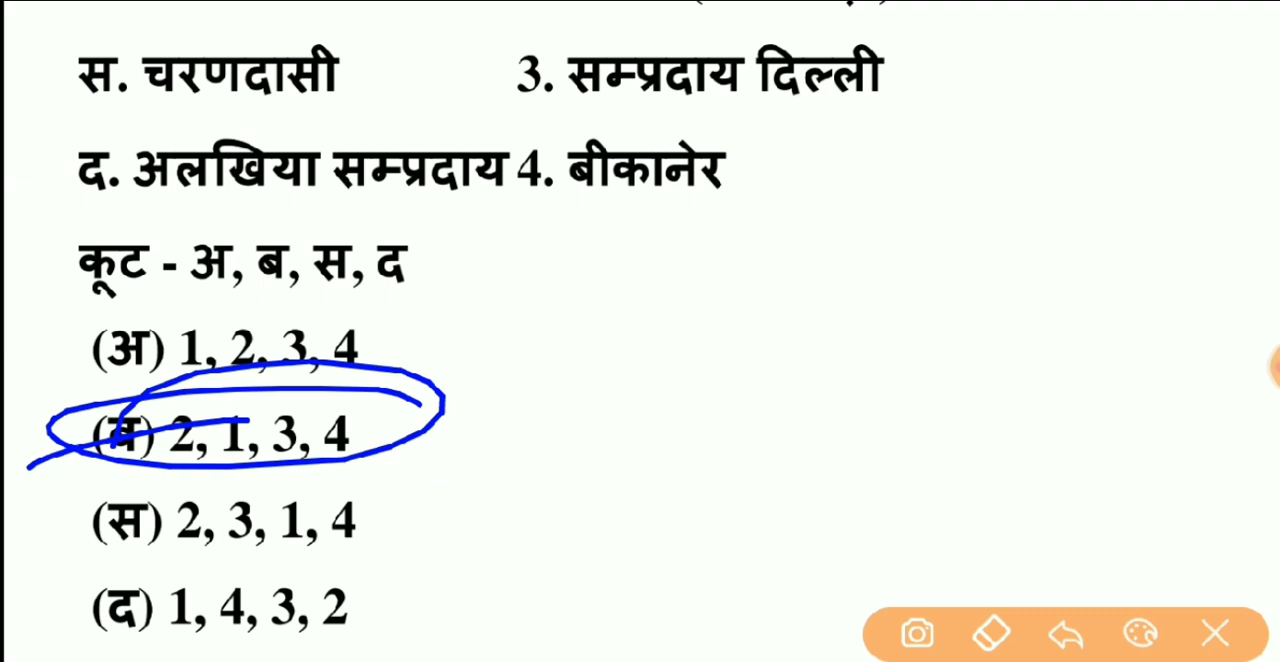 स. चरणदासी 3. सम्प्रदाय दिल्ली
द. अलखिया सम्प्रदाय 4. बीकानेर
कूट - अ, ब, स, द
(अ) 1, 2, 3, 4
(ब) 2, 1, 3, 4
(स) 2, 3, 1, 4
(द) 1, 4, 3, 2